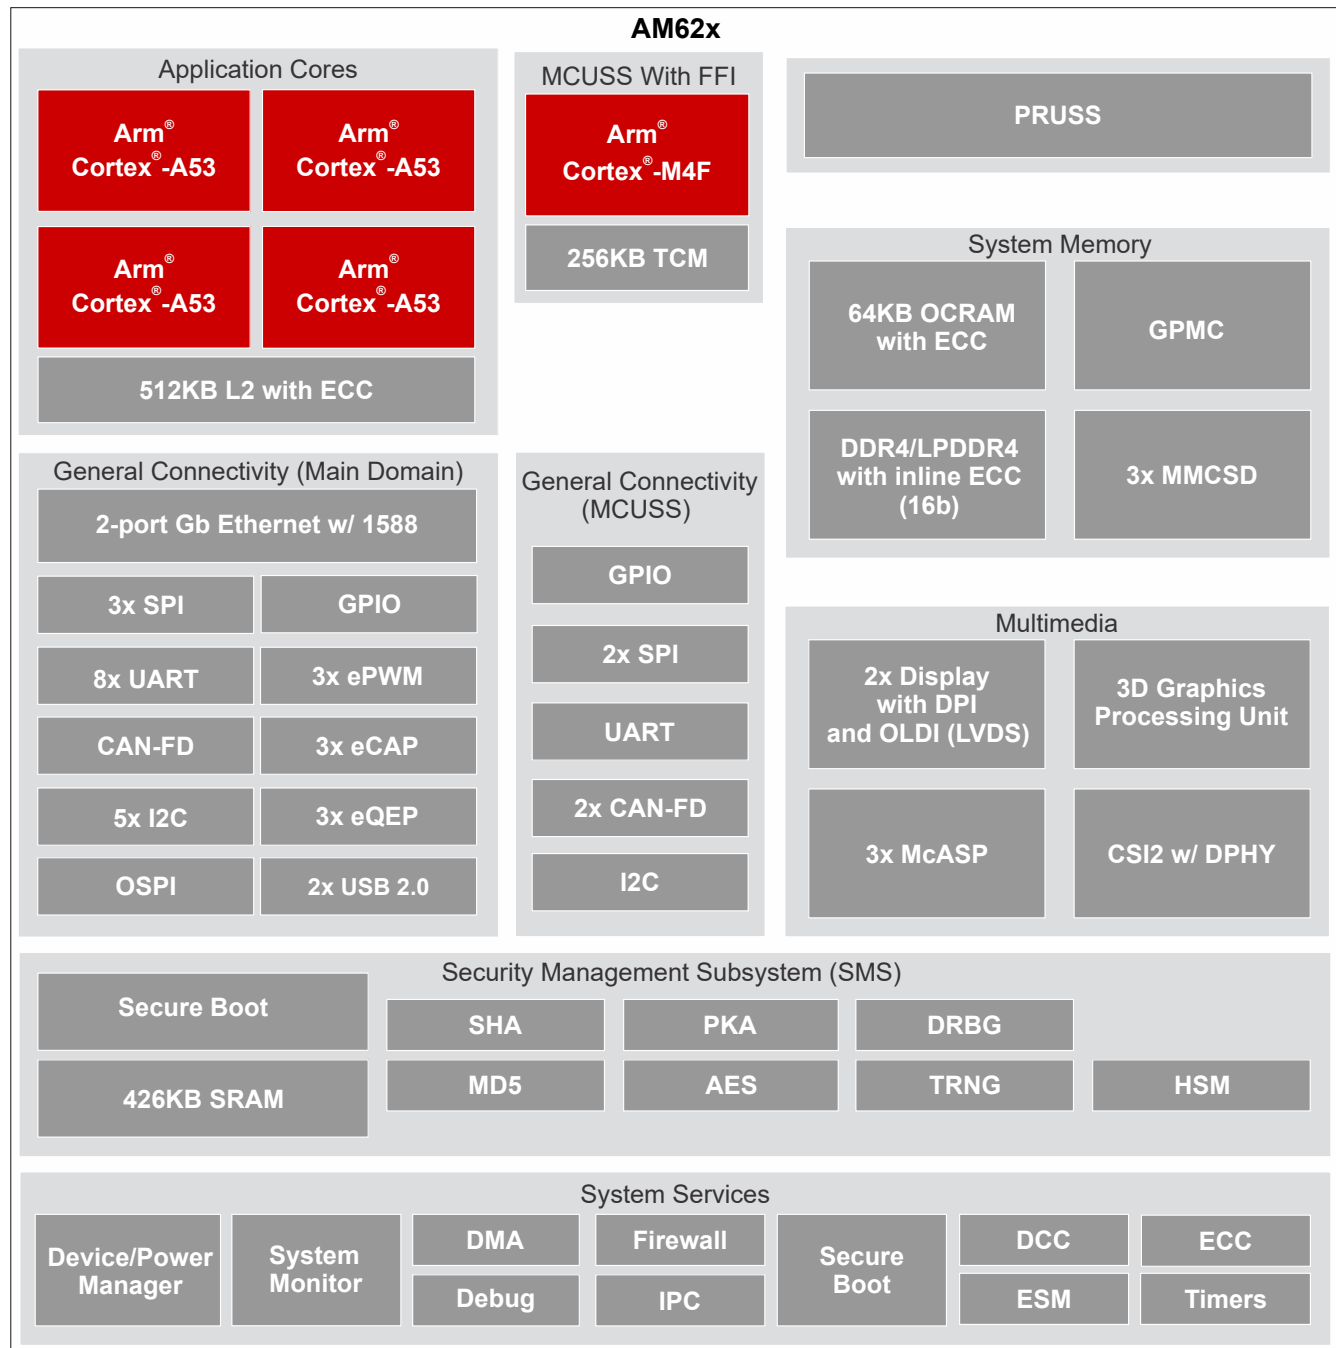 AM62x
Application Cores
Arm®
Cortex®-A53
Arm®
Cortex®-A53
Arm®
Cortex®-A53
Arm®
Cortex®-A53
512KB L2 with ECC
MCUSS With FFI
Arm®
Cortex®-M4F
256KB TCM
PRUSS
System Memory
64KB OCRAM
with ECC
GPMC
DDR4/LPDDR4
with inline ECC
(16b)
3x MMCSD
General Connectivity (Main Domain)
2-port Gb Ethernet w/ 1588
3x SPI
GPIO
8x UART
3x ePWM
CAN-FD
3x eCAP
5x I2C
3x eQEP
OSPI
2x USB 2.0
General Connectivity
(MCUSS)
GPIO
2x SPI
UART
2x CAN-FD
I2C
Multimedia
2x Display
with DPI
and OLDI (LVDS)
3D Graphics
Processing Unit
3x McASP
CSI2 w/ DPHY
Security Management Subsystem (SMS)
Secure Boot
SHA
PKA
DRBG
426KB SRAM
MD5
AES
TRNG
HSM
System Services
Device/Power
Manager
System
Monitor
DMA
Debug
Firewall
IPC
Secure
Boot
DCC
ESM
ECC
Timers